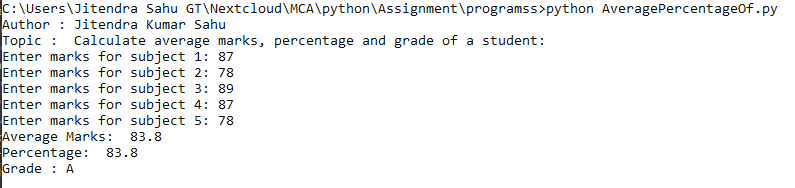 C:\Users\Jitendra Sahu GT\Nextcloud\MCA\python\Assignment\programss>python AveragePercentageOf.py
Author : Jitendra Kumar Sahu
Topic :  Calculate average marks, percentage and grade of a student:
Enter marks for subject 1: 87
Enter marks for subject 2: 78
Enter marks for subject 3: 89
Enter marks for subject 4: 87
Enter marks for subject 5: 78
Average Marks:  83.8
Percentage:  83.8
Grade : A